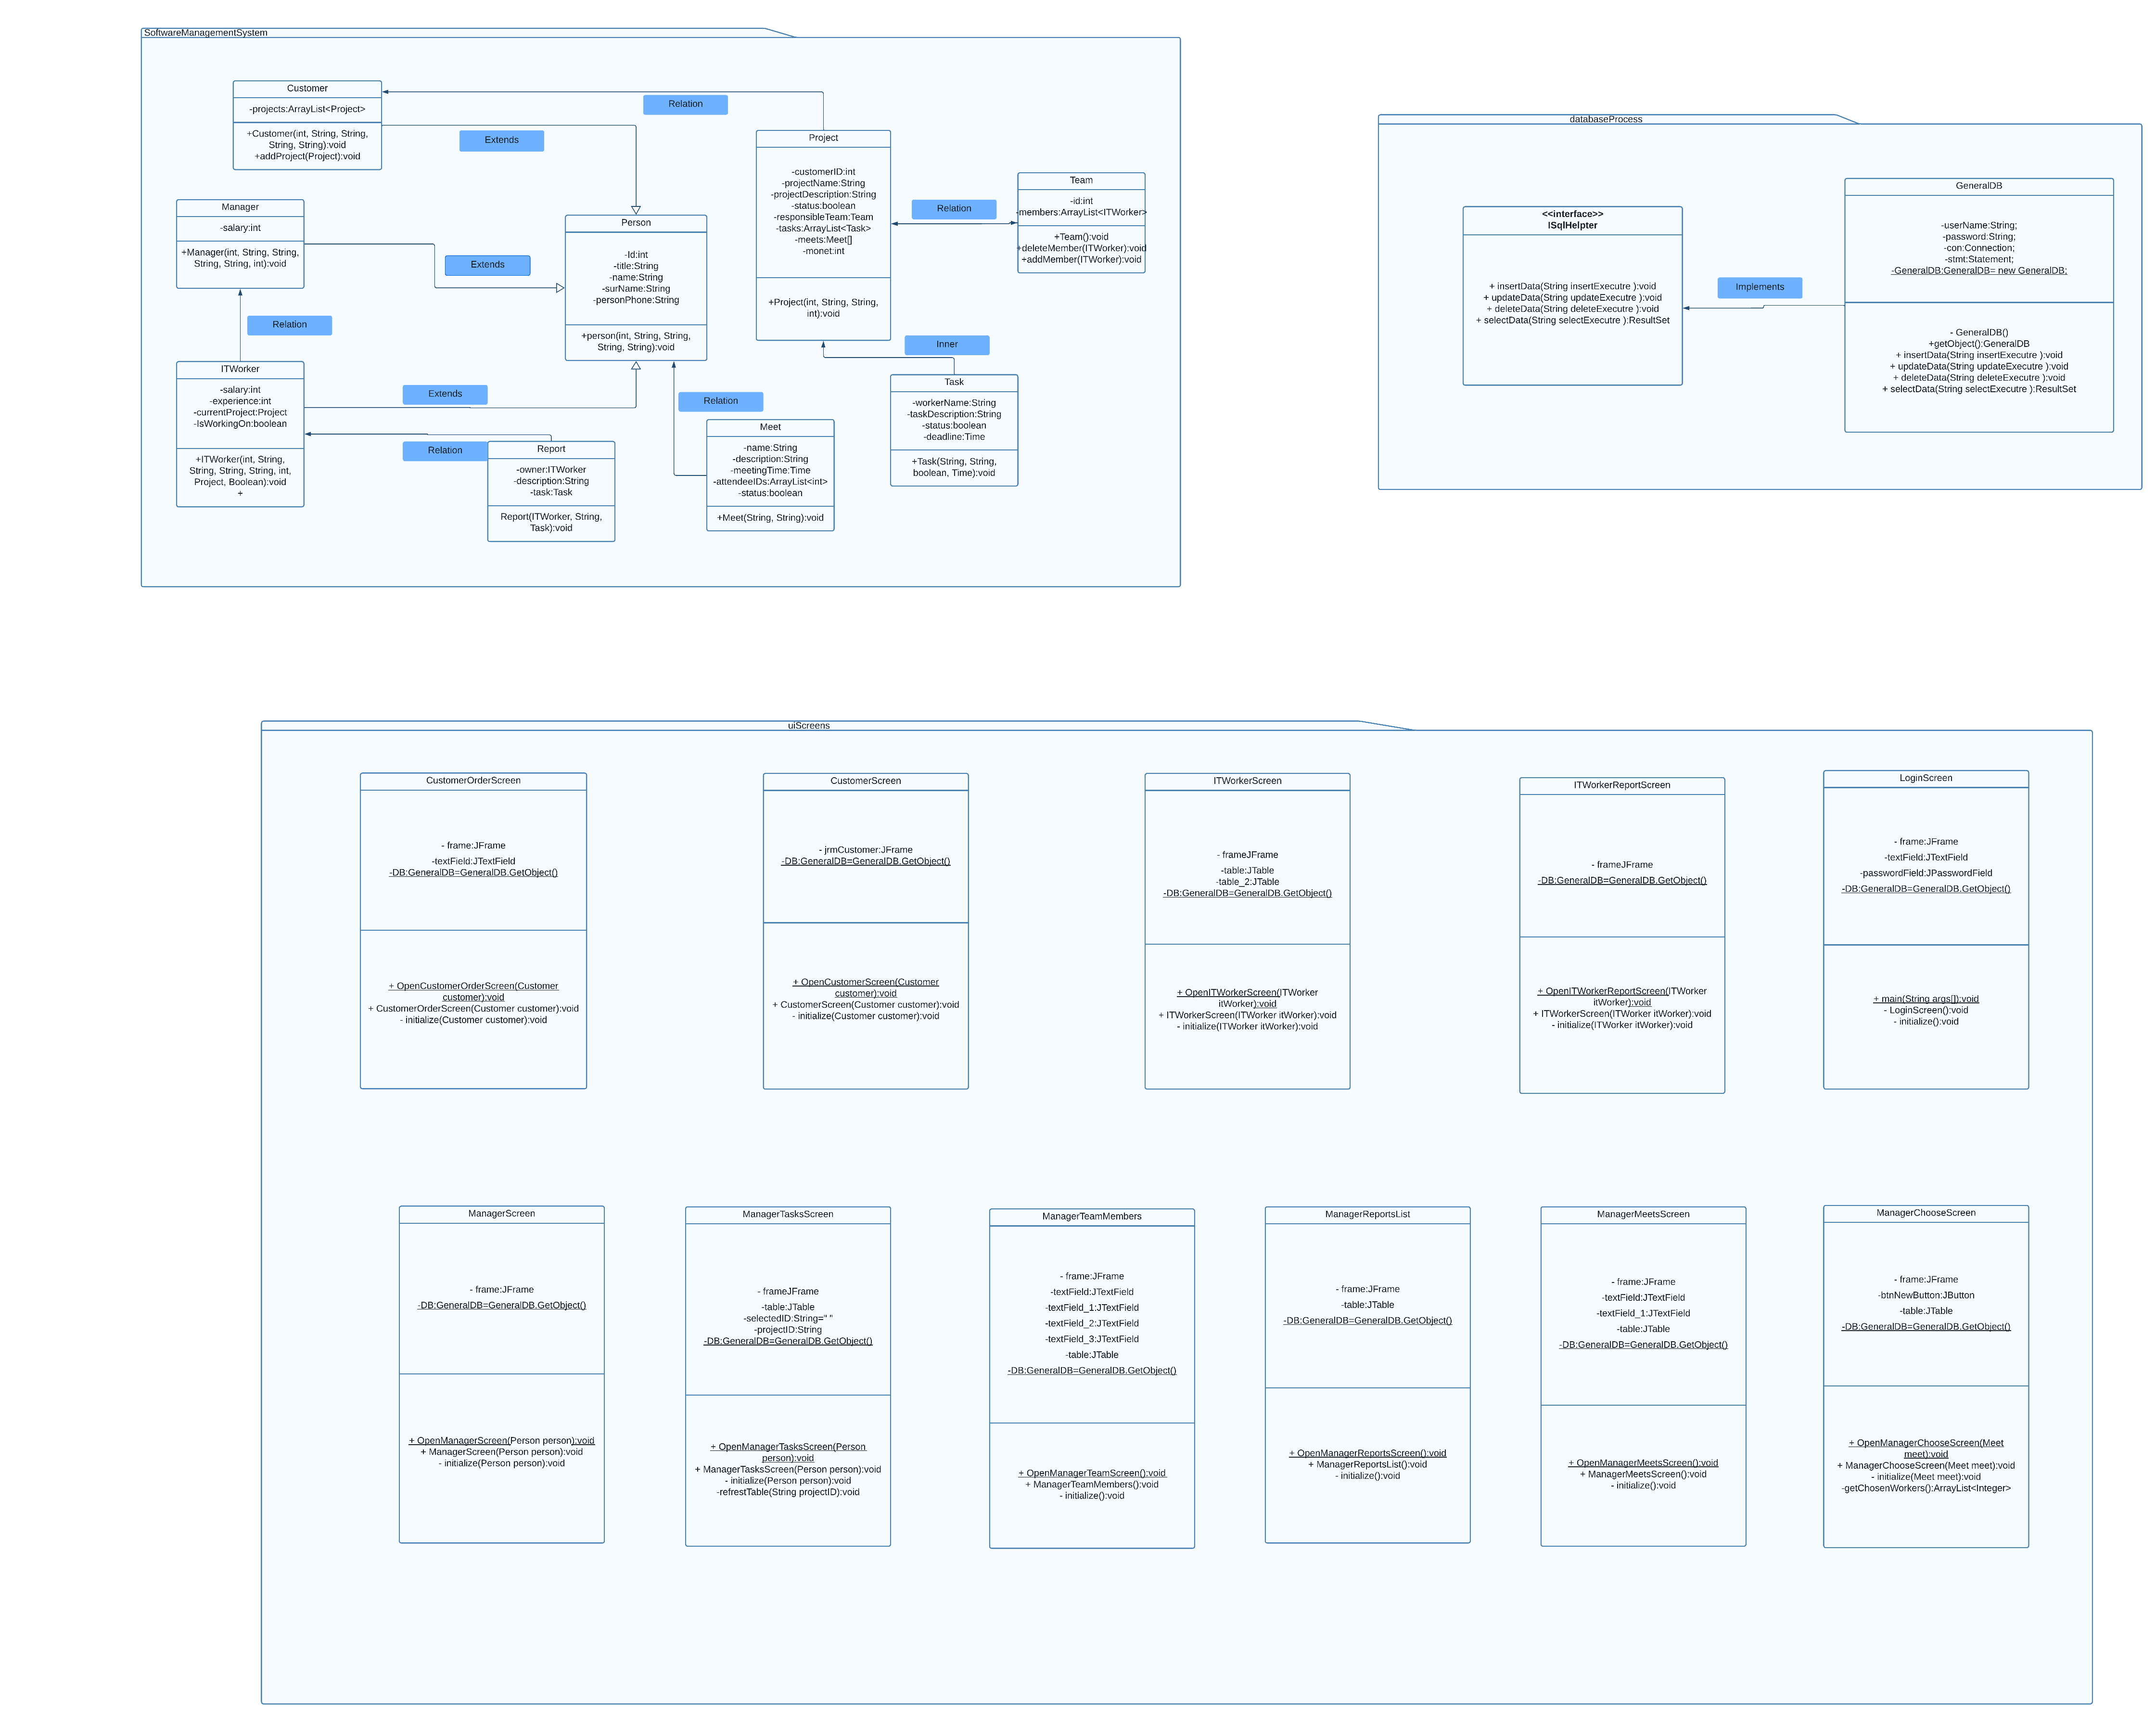 SoftwareManagementSystem
Customer
-projects:ArrayList<Project>
+Customer(int, String, String,
String, String):void
+addProject(Project):void
Relation
Extends
Manager
-salary:int
+Manager(int, String, String,
String, String, int):void
Extends
Relation
Person
-Id:int
-title:String
-name:String
-surName:String
-personPhone:String
+person(int, String, String,
String, String):void
Project
-customerID:int
-projectName:String
-projectDescription:String
-status:boolean
-responsibleTeam:Team
-tasks:ArrayList<Task>
-meets:Meet[]
-monet:int
+Project(int, String, String,
int):void
Relation
Team
-id:int
-members:ArrayList<ITWorker>
+Team():void
+deleteMember(ITWorker):void
+addMember(ITWorker):void
ITWorker
-salary:int
-experience:int
-currentProject:Project
-IsWorkingOn:boolean
+ITWorker(int, String,
String, String, String, int,
Project, Boolean):void
+
Extends
Relation
Report
-owner:ITWorker
-description:String
-task:Task
Report(ITWorker, String,
Task):void
Relation
Meet
-name:String
-description:String
-meetingTime:Time
-attendeeIDs:ArrayList<int>
-status:boolean
+Meet(String, String):void
Inner
Task
-workerName:String
-taskDescription:String
-status:boolean
-deadline:Time
+Task(String, String,
boolean, Time):void
databaseProcess
<<interface>>
ISqlHelpter
+ insertData(String insertExecutre ):void
+ updateData(String updateExecutre ):void
+ deleteData(String deleteExecutre ):void
+ selectData(String selectExecutre ):ResultSet
Implements
GeneralDB
-userName:String;
-password:String;
-con:Connection;
-stmt:Statement;
-GeneralDB:GeneralDB= new GeneralDB;
- GeneralDB()
+getObject():GeneralDB
+ insertData(String insertExecutre ):void
+ updateData(String updateExecutre ):void
+ deleteData(String deleteExecutre ):void
+ selectData(String selectExecutre ):ResultSet
uiScreens
CustomerOrderScreen
- frame:JFrame
-textField:JTextField
-DB:GeneralDB=GeneralDB.GetObject()
+ OpenCustomerOrderScreen(Customer
customer):void
+ CustomerOrderScreen(Customer customer):void
- initialize(Customer customer):void
CustomerScreen
- jrmCustomer:JFrame
-DB:GeneralDB=GeneralDB.GetObject()
+ OpenCustomerScreen(Customer
customer):void
+ CustomerScreen(Customer customer):void
- initialize(Customer customer):void
ITWorkerScreen
- frameJFrame
-table:JTable
-table_2:JTable
-DB:GeneralDB=GeneralDB.GetObject()
+ OpenITWorkerScreen(ITWorker
itWorker):void
+ ITWorkerScreen(ITWorker itWorker):void
- initialize(ITWorker itWorker):void
ITWorkerReportScreen
- frameJFrame
-DB:GeneralDB=GeneralDB.GetObject()
+ OpenITWorkerReportScreen(ITWorker
itWorker):void
+ ITWorkerScreen(ITWorker itWorker):void
- initialize(ITWorker itWorker):void
LoginScreen
- frame:JFrame
-textField:JTextField
-passwordField:JPasswordField
-DB:GeneralDB=GeneralDB.GetObject()
+ main(String args[]):void
- LoginScreen():void
- initialize():void
ManagerScreen
- frame:JFrame
-DB:GeneralDB=GeneralDB.GetObject()
+ OpenManagerScreen(Person person):void
+ ManagerScreen(Person person):void
- initialize(Person person):void
ManagerTasksScreen
- frameJFrame
-table:JTable
-selectedID:String=" "
-projectID:String
-DB:GeneralDB=GeneralDB.GetObject()
+ OpenManagerTasksScreen(Person
person):void
+ ManagerTasksScreen(Person person):void
- initialize(Person person):void
-refrestTable(String projectID):void
ManagerTeamMembers
- frame:JFrame
-textField:JTextField
-textField_1:JTextField
-textField_2:JTextField
-textField_3:JTextField
-table:JTable
-DB:GeneralDB=GeneralDB.GetObject()
+ OpenManagerTeamScreen():void
+ ManagerTeamMembers():void
- initialize():void
ManagerReportsList
- frame:JFrame
-table:JTable
-DB:GeneralDB=GeneralDB.GetObject()
+ OpenManagerReportsScreen():void
+ ManagerReportsList():void
- initialize():void
ManagerMeetsScreen
- frame:JFrame
-textField:JTextField
-textField_1:JTextField
-table:JTable
-DB:GeneralDB=GeneralDB.GetObject()
+ OpenManagerMeetsScreen():void
+ ManagerMeetsScreen():void
- initialize():void
ManagerChooseScreen
- frame:JFrame
-btnNewButton:JButton
-table:JTable
-DB:GeneralDB=GeneralDB.GetObject()
+ OpenManagerChooseScreen(Meet
meet):void
+ ManagerChooseScreen(Meet meet):void
- initialize(Meet meet):void
-getChosenWorkers():ArrayList<Integer>